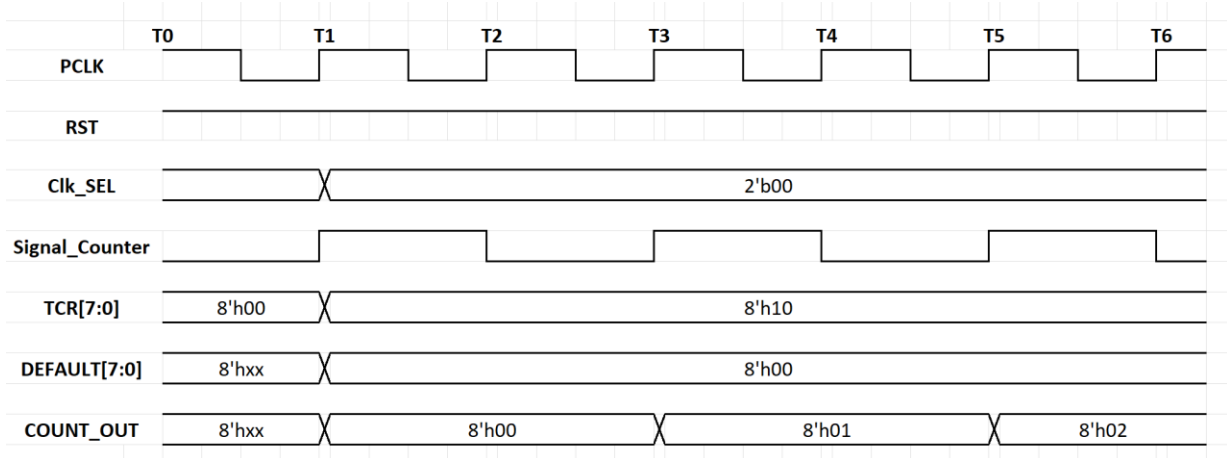 T0 T1 T2 T3 T4 T5 T6
PCLK
RST
Clk_SEL 2'b00
Signal_Counter
TCR[7:0] 8'h00 8'h10
DEFAULT[7:0] 8'hxx 8'h00
COUNT_OUT 8'hxx 8'h00 8'h01 8'h02